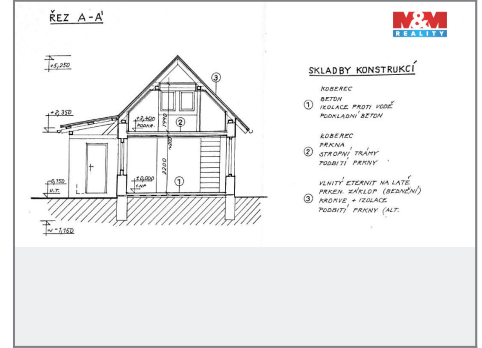 ŘEZ A-A'
M&M
REALITY
+5,250
SKLADBY KONSTRUKCÍ
3
KOBEREC
BETON
1
IZOLACE PROTI VODĚ
PODKLADNÍ BETON
+2,350
+2,400
PODKR.
2
KOBEREC
PRKNA
2
STROPNÍ TRÁMY
PODBITÍ PRKNY
2200
-0,150
U.T.
±0,000
1
VLNITÝ ETERNIT NA LATĚ
PRKEN. ZÁKLOP (BEDNĚNÍ)
3
KROKVE + IZOLACE
PODBITÍ PRKNY (ALT.
~-1,150